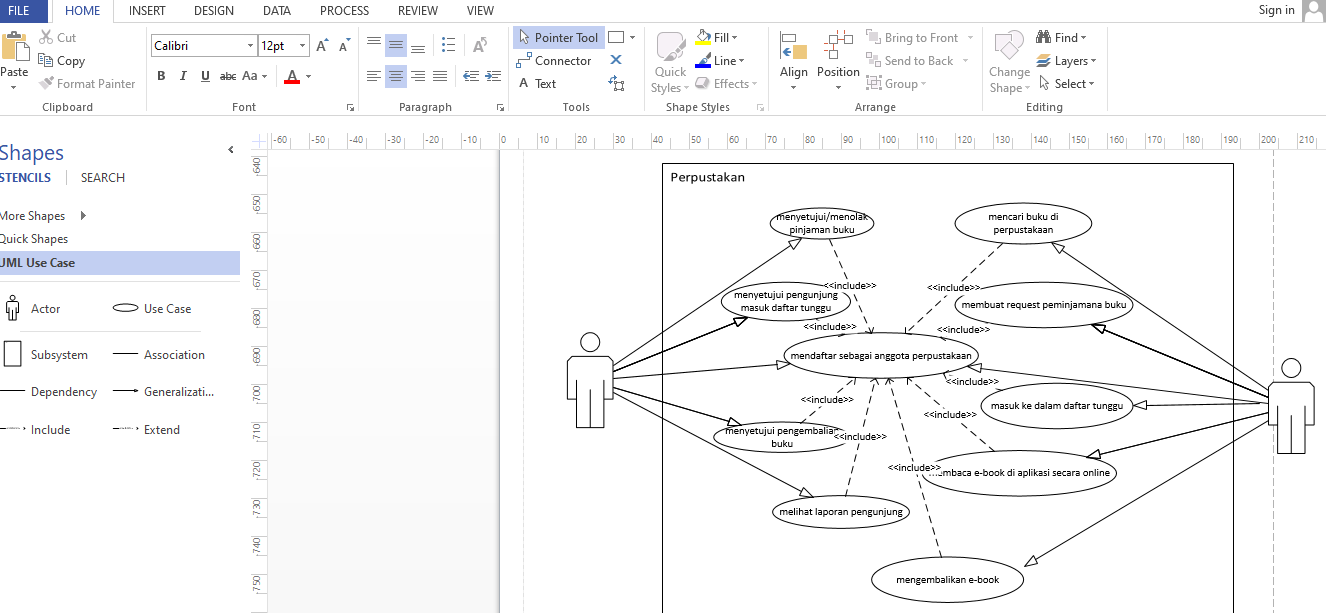 FILE HOME INSERT DESIGN DATA PROCESS REVIEW VIEW Sign in
Cut
Copy
Format Painter
Paste
Clipboard
Calibri 12pt
B I U abc Aa A
Font
Paragraph
Pointer Tool
Connector
A Text
Tools
Quick Styles
Fill
Line
Effects
Shape Styles
Align
Position
Bring to Front
Send to Back
Group
Arrange
Change Shape
Find
Layers
Select
Editing
-60 -50 -40 -30 -20 -10 0 10 20 30 40 50 60 70 80 90 100 110 120 130 140 150 160 170 180 190 200 210
-640
-650
-660
-670
-680
-690
-700
-710
-720
-730
-740
-750
Shapes
STENCILS SEARCH
More Shapes
Quick Shapes
UML Use Case
Actor Use Case
Subsystem Association
Dependency Generalizati...
Include Extend
Perpustakan
menyetujui/menolak
pinjaman buku
mencari buku di
perpustakaan
<<include>>
<<include>>
menyetujui pengunjung
masuk daftar tunggu
membuat request peminjamana buku
<<include>>
<<include>>
mendaftar sebagai anggota perpustakaan
<<include>>
<<include>>
masuk ke dalam daftar tunggu
<<include>>
menyetujui pengembalian
buku
<<include>>
<<include>>
membaca e-book di aplikasi secara online
melihat laporan pengunjung
mengembalikan e-book